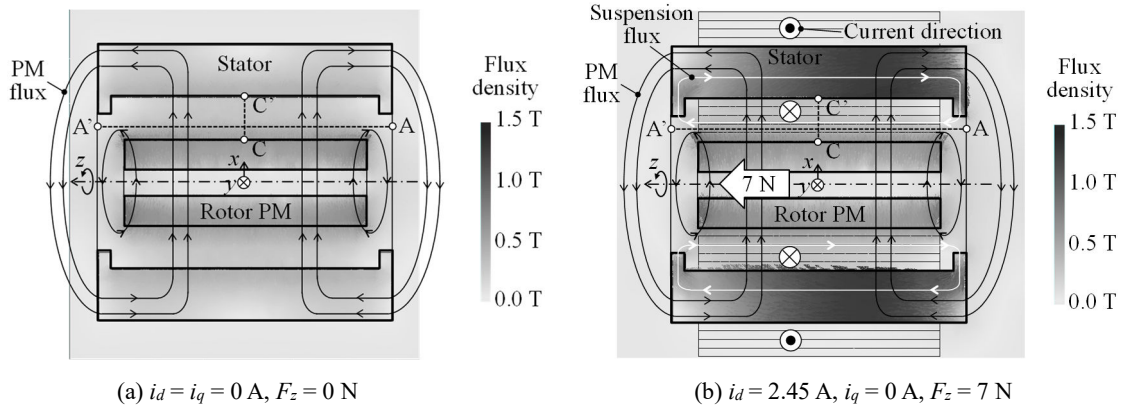 PM
flux
Stator
C'
A'
A
C
x
z
y
Rotor PM
Flux
density
1.5 T
1.0 T
0.5 T
0.0 T
(a) i_d = i_q = 0 A, F_z = 0 N
Suspension
flux
Current direction
PM
flux
Stator
C'
A'
A
C
x
z
y
7 N
Rotor PM
Flux
density
1.5 T
1.0 T
0.5 T
0.0 T
(b) i_d = 2.45 A, i_q = 0 A, F_z = 7 N